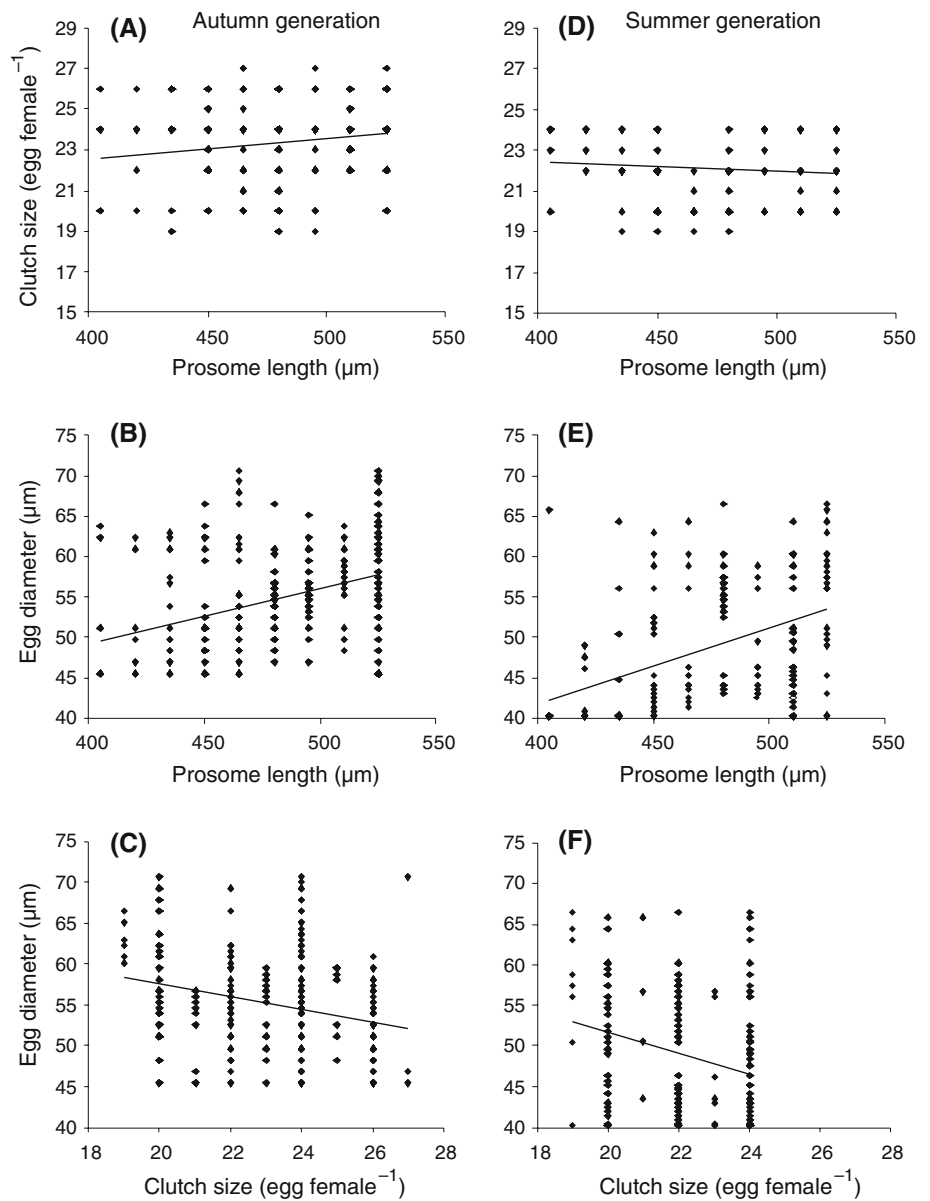 (A) Autumn generation
(D) Summer generation
29
27
25
23
21
19
17
15
Clutch size (egg female⁻¹)
400 450 500 550
Prosome length (µm)
29
27
25
23
21
19
17
15
400 450 500 550
Prosome length (µm)
(B)
75
70
65
60
55
50
45
40
Egg diameter (µm)
400 450 500 550
Prosome length (µm)
(E)
75
70
65
60
55
50
45
40
400 450 500 550
Prosome length (µm)
(C)
75
70
65
60
55
50
45
40
Egg diameter (µm)
18 20 22 24 26 28
Clutch size (egg female⁻¹)
(F)
75
70
65
60
55
50
45
40
18 20 22 24 26 28
Clutch size (egg female⁻¹)